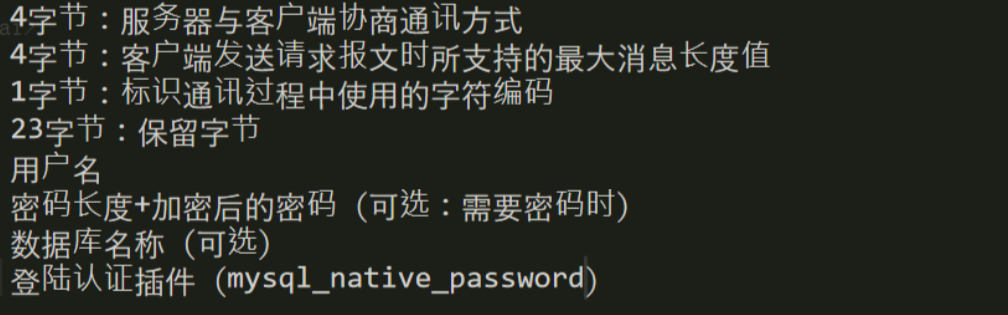 4字节：服务器与客户端协商通讯方式
4字节：客户端发送请求报文时所支持的最大消息长度值
1字节：标识通讯过程中使用的字符编码
23字节：保留字节
用户名
密码长度+加密后的密码（可选：需要密码时）
数据库名称（可选）
登陆认证插件（mysql_native_password）